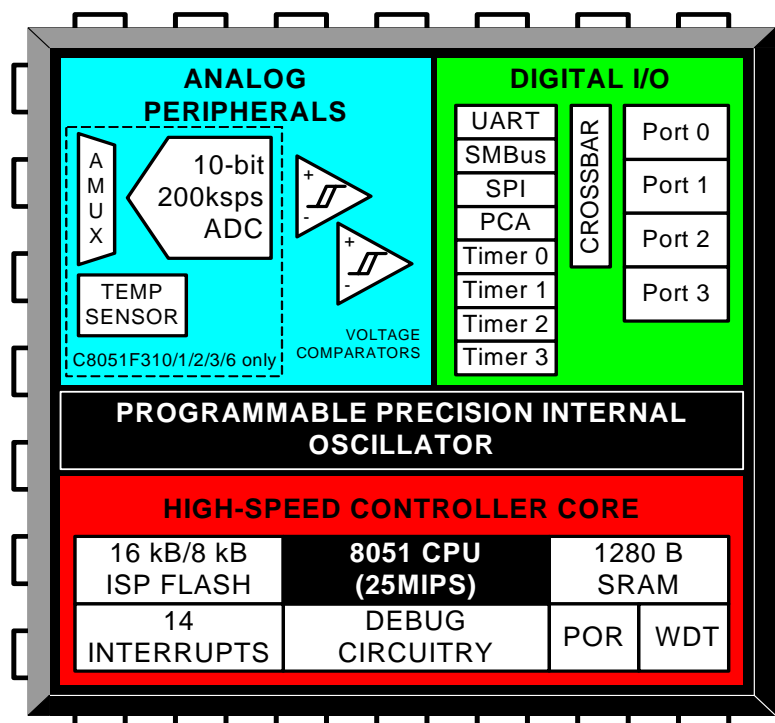 ANALOG
PERIPHERALS
AMUX
10-bit
200ksps
ADC
+
-
+
-
TEMP
SENSOR
VOLTAGE
COMPARATORS
C8051F310/1/2/3/6 only
DIGITAL I/O
UART
SMBus
SPI
PCA
Timer 0
Timer 1
Timer 2
Timer 3
CROSSBAR
Port 0
Port 1
Port 2
Port 3
PROGRAMMABLE PRECISION INTERNAL
OSCILLATOR
HIGH-SPEED CONTROLLER CORE
16 kB/8 kB
ISP FLASH
8051 CPU
(25MIPS)
1280 B
SRAM
14
INTERRUPTS
DEBUG
CIRCUITRY
POR
WDT